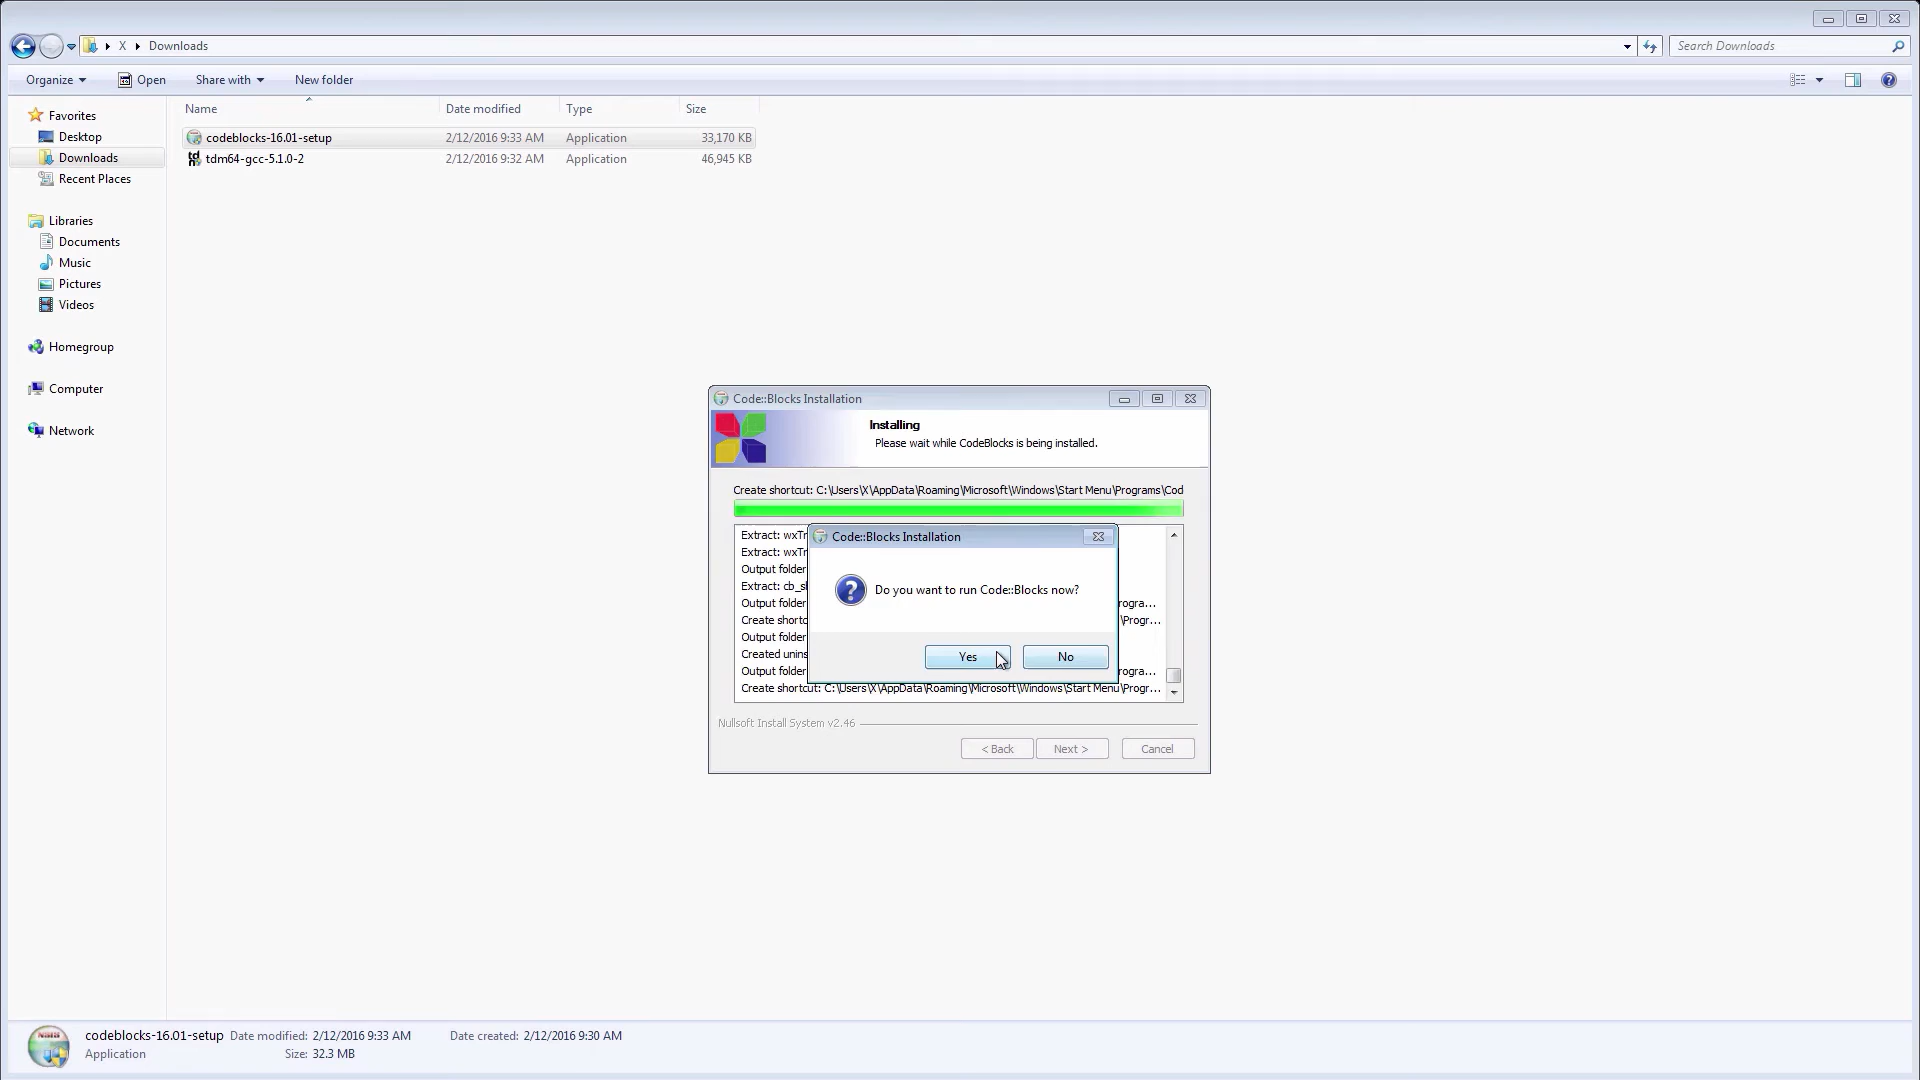 X Downloads
Search Downloads
Organize Open Share with New folder
Name Date modified Type Size
codeblocks-16.01-setup 2/12/2016 9:33 AM Application 33,170 KB
tdm64-gcc-5.1.0-2 2/12/2016 9:32 AM Application 46,945 KB
Favorites
Desktop
Downloads
Recent Places
Libraries
Documents
Music
Pictures
Videos
Homegroup
Computer
Network
Code::Blocks Installation
Installing
Please wait while CodeBlocks is being installed.
Create shortcut: C:\Users\X\AppData\Roaming\Microsoft\Windows\Start Menu\Programs\Cod
Extract: wxTr
Extract: wxTr
Output folder
Extract: cb_sl
Output folder rogra...
Create shortc \Progr...
Output folder
Created unins
Output folder rogra...
Create shortcut: C:\Users\X\AppData\Roaming\Microsoft\Windows\Start Menu\Progr...
Code::Blocks Installation
Do you want to run Code::Blocks now?
Yes No
Nullsoft Install System v2.46
< Back Next > Cancel
codeblocks-16.01-setup Date modified: 2/12/2016 9:33 AM Date created: 2/12/2016 9:30 AM
Application Size: 32.3 MB